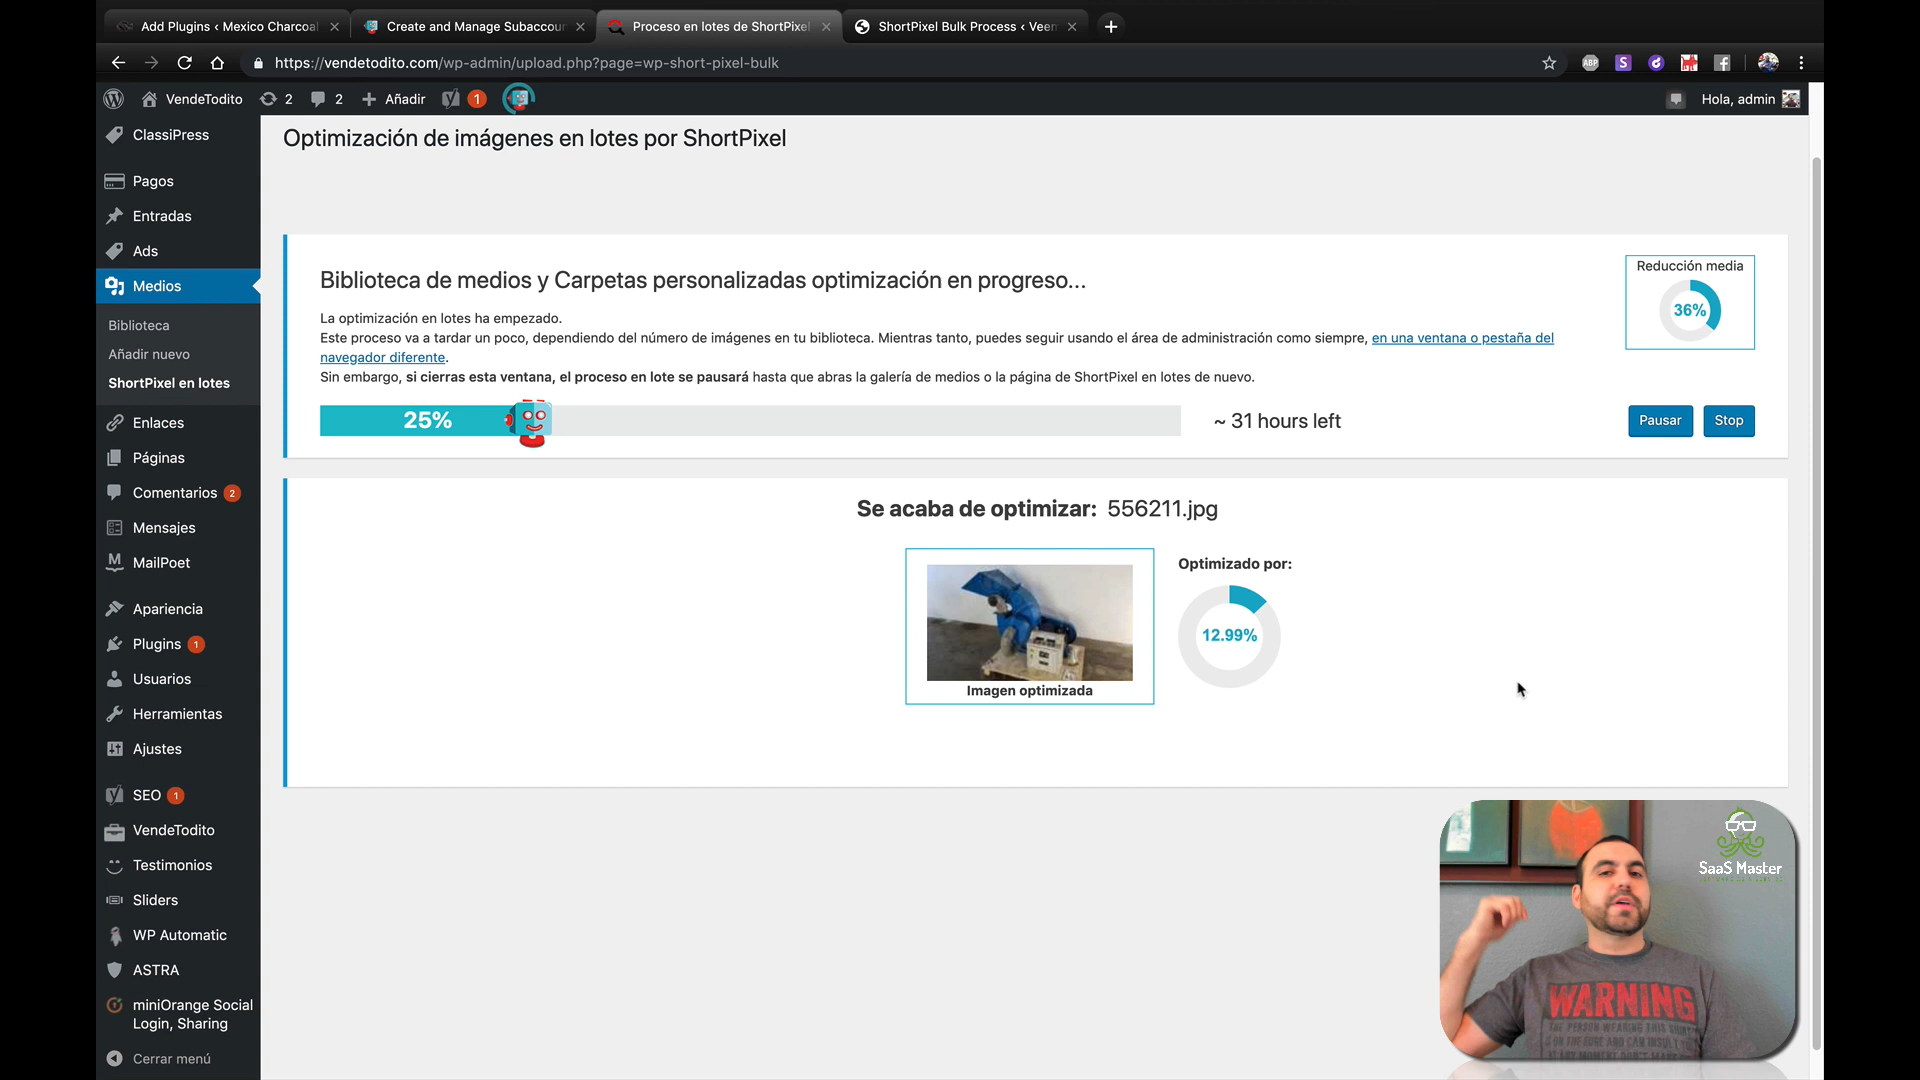 Add Plugins ‹ Mexico Charcoal
Create and Manage Subaccoun
Proceso en lotes de ShortPixel
ShortPixel Bulk Process ‹ Veem
https://vendetodito.com/wp-admin/upload.php?page=wp-short-pixel-bulk
ABP
VendeTodito
2
2
Añadir
1
Hola, admin
ClassiPress
Pagos
Entradas
Ads
Medios
Biblioteca
Añadir nuevo
ShortPixel en lotes
Enlaces
Páginas
Comentarios 2
Mensajes
MailPoet
Apariencia
Plugins 1
Usuarios
Herramientas
Ajustes
SEO 1
VendeTodito
Testimonios
Sliders
WP Automatic
ASTRA
miniOrange Social
Login, Sharing
Cerrar menú
Optimización de imágenes en lotes por ShortPixel
Biblioteca de medios y Carpetas personalizadas optimización en progreso...
La optimización en lotes ha empezado.
Este proceso va a tardar un poco, dependiendo del número de imágenes en tu biblioteca. Mientras tanto, puedes seguir usando el área de administración como siempre, en una ventana o pestaña del
navegador diferente.
Sin embargo, si cierras esta ventana, el proceso en lote se pausará hasta que abras la galería de medios o la página de ShortPixel en lotes de nuevo.
Reducción media
36%
25%
~ 31 hours left
Pausar
Stop
Se acaba de optimizar: 556211.jpg
Imagen optimizada
Optimizado por:
12.99%
SaaS Master
WARNING
THE PERSON WEARING THIS SHIRT